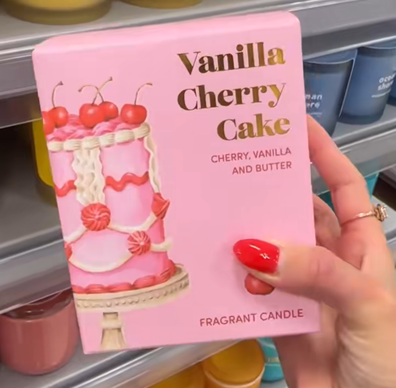 Vanilla
Cherry
Cake
CHERRY, VANILLA
AND BUTTER
FRAGRANT CANDLE